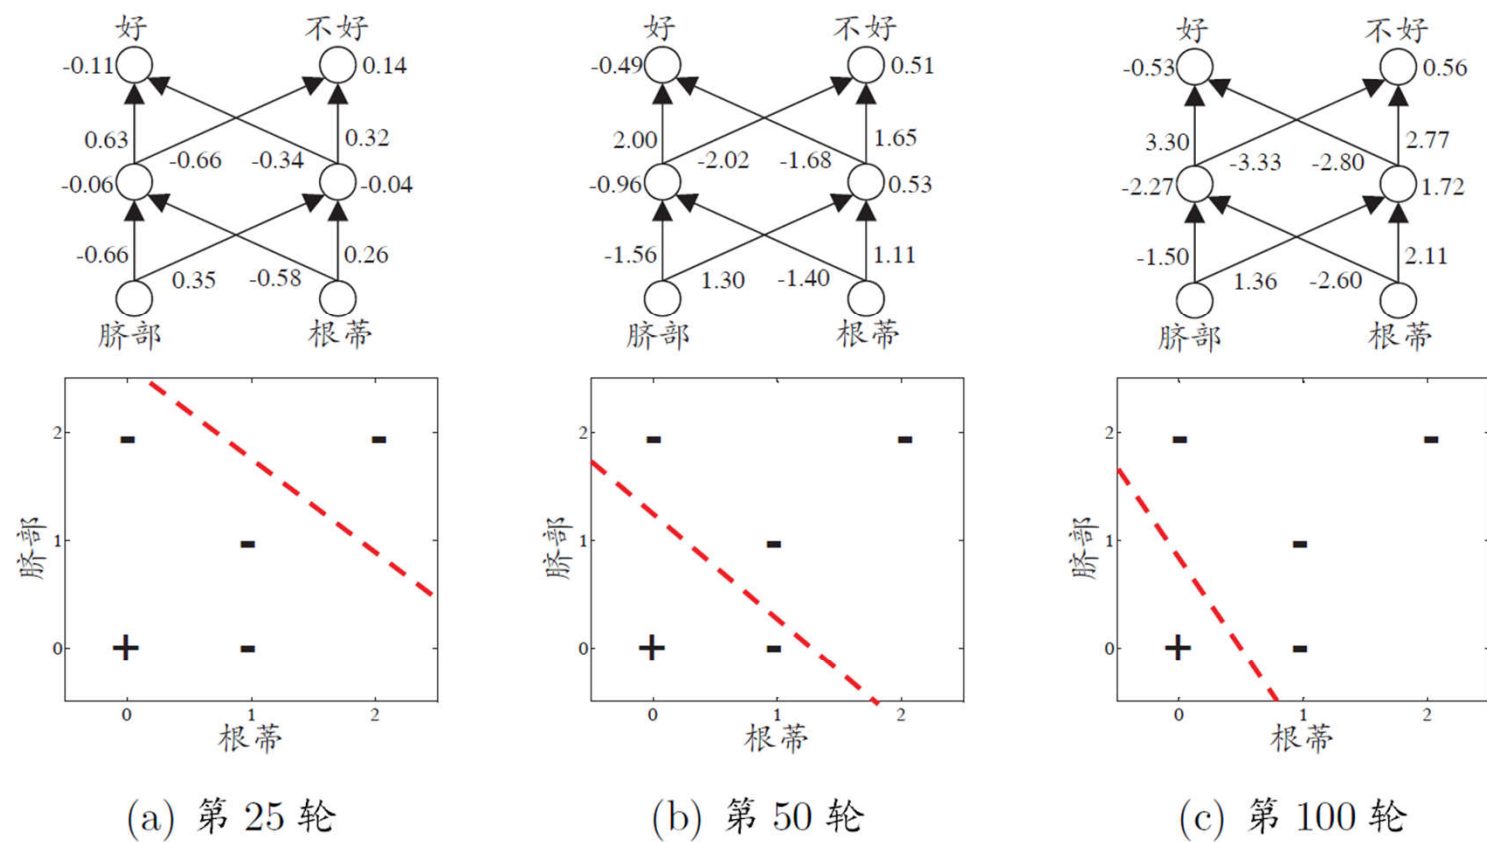 好 不好 好 不好 好 不好
-0.11 0.14 -0.49 0.51 -0.53 0.56
0.63 0.32 2.00 1.65 3.30 2.77
-0.66 -0.34 -2.02 -1.68 -3.33 -2.80
-0.06 -0.04 -0.96 0.53 -2.27 1.72
-0.66 0.26 -1.56 1.11 -1.50 2.11
0.35 -0.58 1.30 -1.40 1.36 -2.60
脐部 根蒂 脐部 根蒂 脐部 根蒂
2 2 2
脐部 1 脐部 1 脐部 1
0 0 0
0 1 2 0 1 2 0 1 2
根蒂 根蒂 根蒂
(a) 第 25 轮 (b) 第 50 轮 (c) 第 100 轮